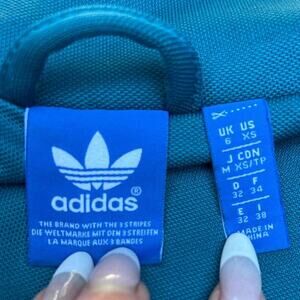 adidas®
THE BRAND WITH THE 3 STRIPES
DIE WELTMARKE MIT DEN 3 STREIFEN
LA MARQUE AUX 3 BANDES
UK US
6 XS
J CDN
M XS/TP
D F
32 34
E I
32 38
MADE IN
CHINA